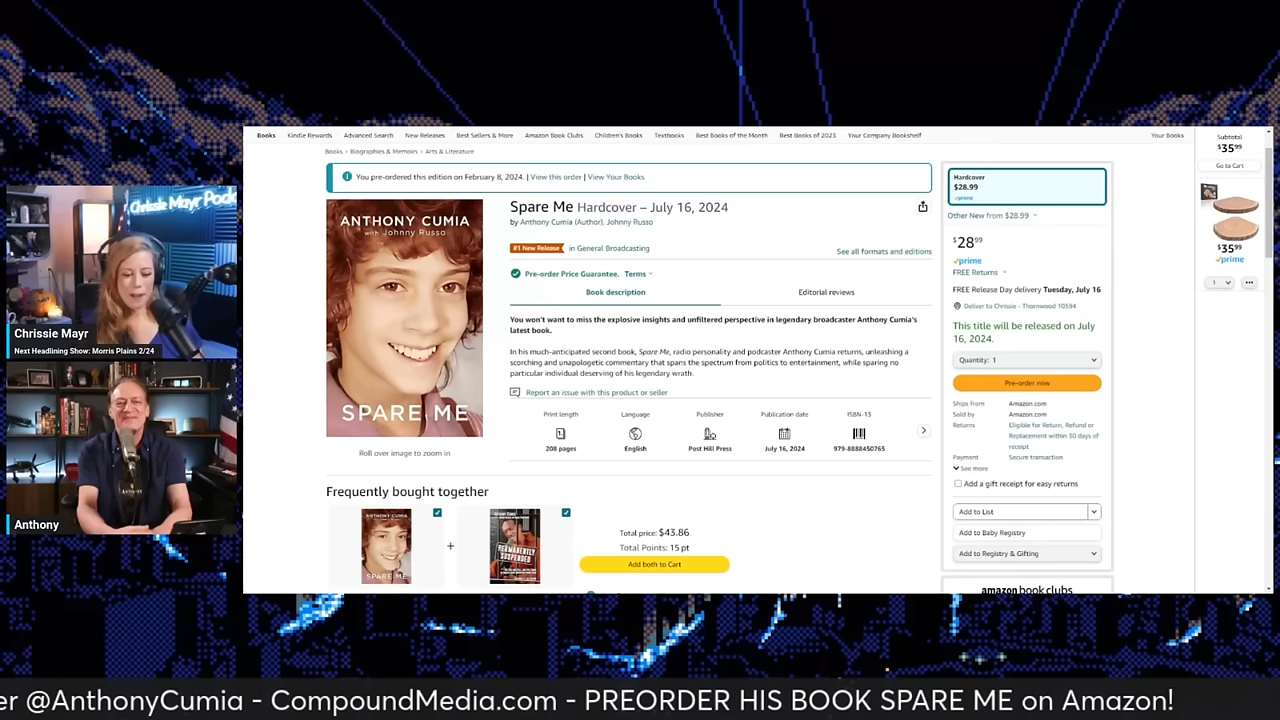 Books Kindle Rewards Advanced Search New Releases Best Sellers & More Amazon Book Clubs Children's Books Textbooks Best Books of the Month Best Books of 2023 Your Company Bookshelf Your Books
Books › Biographies & Memoirs › Arts & Literature
You pre-ordered this edition on February 8, 2024. | View this order | View Your Books
ANTHONY CUMIA
with Johnny Russo
SPARE ME
Roll over image to zoom in
Spare Me Hardcover – July 16, 2024
by Anthony Cumia (Author), Johnny Russo
#1 New Release in General Broadcasting
See all formats and editions
Pre-order Price Guarantee. Terms
Book description Editorial reviews
You won't want to miss the explosive insights and unfiltered perspective in legendary broadcaster Anthony Cumia's
latest book.
In his much-anticipated second book, Spare Me, radio personality and podcaster Anthony Cumia returns, unleashing a
scorching and unapologetic commentary that spans the spectrum from politics to entertainment, while sparing no
particular individual deserving of his legendary wrath.
Report an issue with this product or seller
Print length Language Publisher Publication date ISBN-13
208 pages English Post Hill Press July 16, 2024 979-8888450765
Frequently bought together
ANTHONY CUMIA
SPARE ME
+
PERMANENTLY
SUSPENDED
Total price: $43.86
Total Points: 15 pt
Add both to Cart
Hardcover
$28.99
prime
Other New from $28.99
$28 99
prime
FREE Returns
FREE Release Day delivery Tuesday, July 16
Deliver to Chrissie - Thornwood 10594
This title will be released on July
16, 2024.
Quantity: 1
Pre-order now
Ships from Amazon.com
Sold by Amazon.com
Returns Eligible for Return, Refund or
Replacement within 30 days of
receipt
Payment Secure transaction
See more
Add a gift receipt for easy returns
Add to List
Add to Baby Registry
Add to Registry & Gifting
amazon book clubs
Subtotal
$35 99
Go to Cart
$35 99
prime
1
Chrissie Mayr Podc
Chrissie Mayr
Next Headlining Show: Morris Plains 2/24
Anthony
er @AnthonyCumia - CompoundMedia.com - PREORDER HIS BOOK SPARE ME on Amazon!